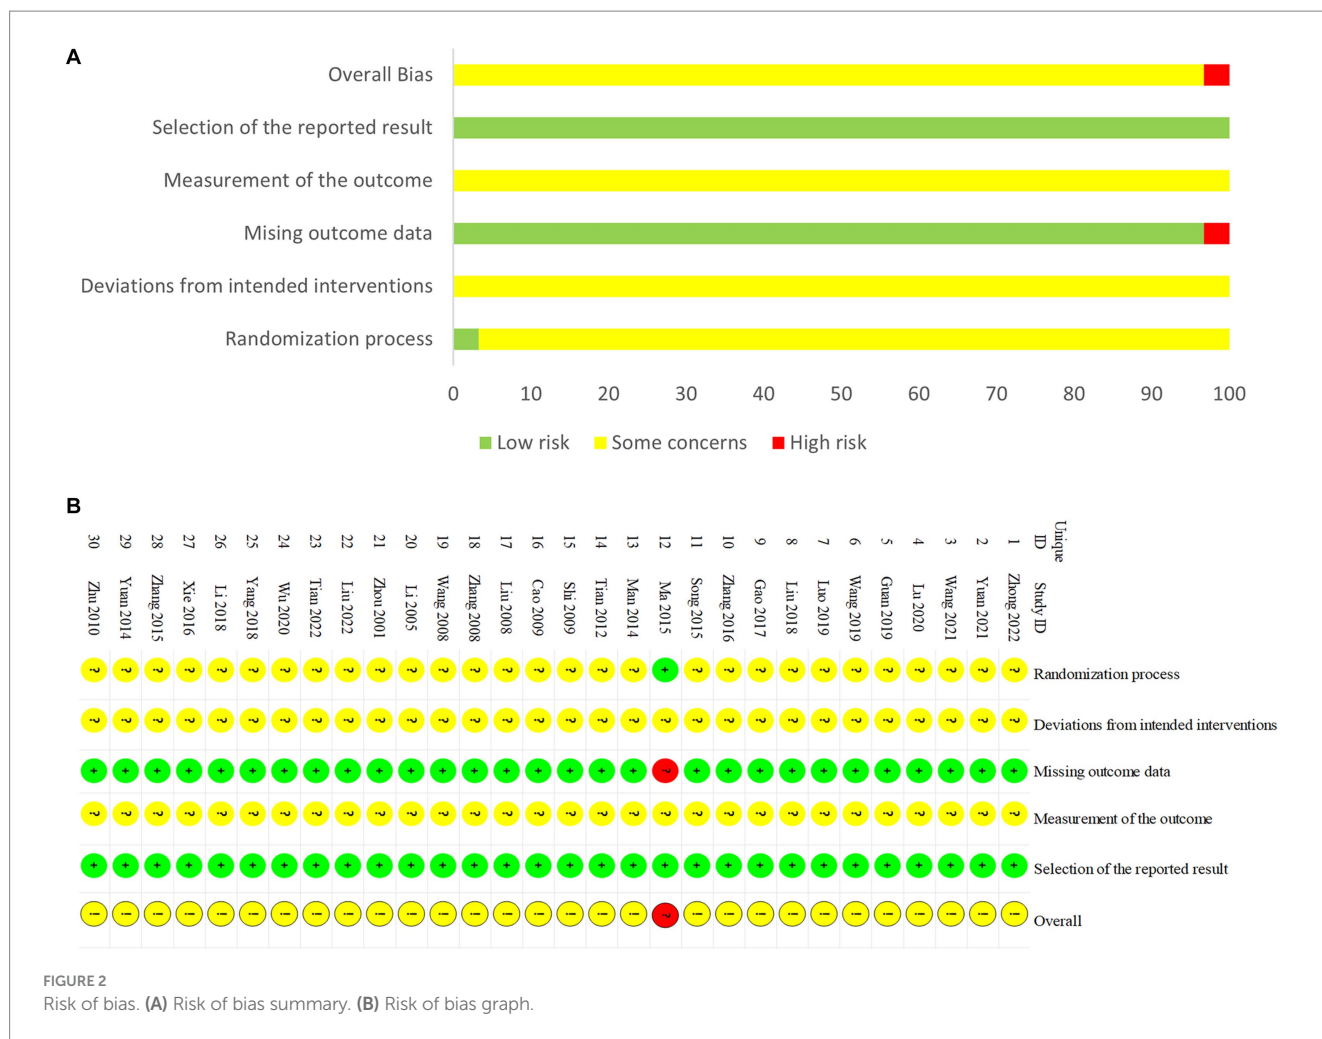 A
Overall Bias
Selection of the reported result
Measurement of the outcome
Mising outcome data
Deviations from intended interventions
Randomization process
0 10 20 30 40 50 60 70 80 90 100
Low risk Some concerns High risk
B
Unique ID Study ID
1 Zhong 2022
2 Yuan 2021
3 Wang 2021
4 Lu 2020
5 Guan 2019
6 Wang 2019
7 Luo 2019
8 Liu 2018
9 Gao 2017
10 Zhang 2016
11 Song 2015
12 Ma 2015
13 Man 2014
14 Tian 2012
15 Shi 2009
16 Cao 2009
17 Liu 2008
18 Zhang 2008
19 Wang 2008
20 Li 2005
21 Zhou 2001
22 Liu 2022
23 Tian 2022
24 Wu 2020
25 Yang 2018
26 Li 2018
27 Xie 2016
28 Zhang 2015
29 Yuan 2014
30 Zhu 2010
? ? ? ? ? ? ? ? ? ? ? ? ? ? ? ? ? ? + ? ? ? ? ? ? ? ? ? ? ? Randomization process
? ? ? ? ? ? ? ? ? ? ? ? ? ? ? ? ? ? ? ? ? ? ? ? ? ? ? ? ? ? Deviations from intended interventions
+ + + + + + + + + + + + + + + + + + ? + + + + + + + + + + + Missing outcome data
? ? ? ? ? ? ? ? ? ? ? ? ? ? ? ? ? ? ? ? ? ? ? ? ? ? ? ? ? ? Measurement of the outcome
+ + + + + + + + + + + + + + + + + + + + + + + + + + + + + + Selection of the reported result
! ! ! ! ! ! ! ! ! ! ! ! ! ! ! ! ! ! ? ! ! ! ! ! ! ! ! ! ! ! Overall
FIGURE 2
Risk of bias. (A) Risk of bias summary. (B) Risk of bias graph.